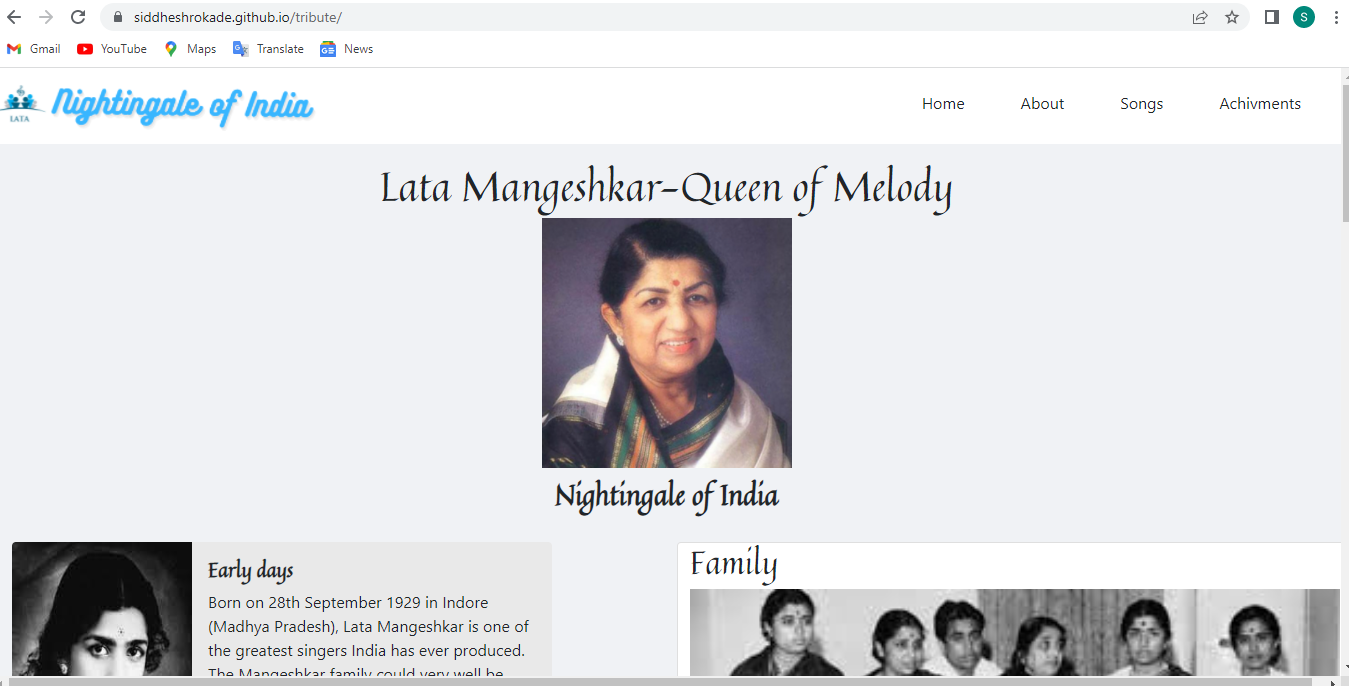 siddheshrokade.github.io/tribute/
S
Gmail YouTube Maps Translate News
LATA
Nightingale of India
Home About Songs Achivments
Lata Mangeshkar-Queen of Melody
Nightingale of India
Early days
Born on 28th September 1929 in Indore
(Madhya Pradesh), Lata Mangeshkar is one of
the greatest singers India has ever produced.
The Mangeshkar family could very well be
Family